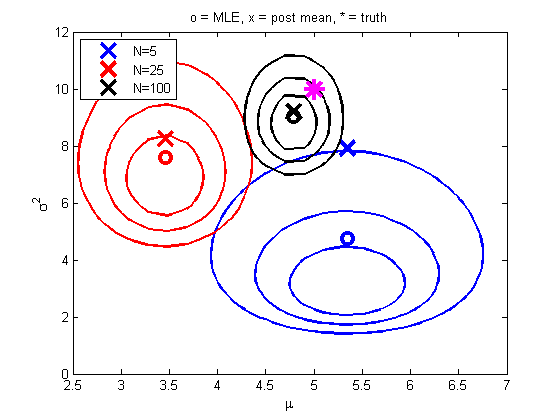 o = MLE, x = post mean, * = truth
N=5
N=25
N=100
12
10
8
6
4
2
0
σ²
2.5 3 3.5 4 4.5 5 5.5 6 6.5 7
μ